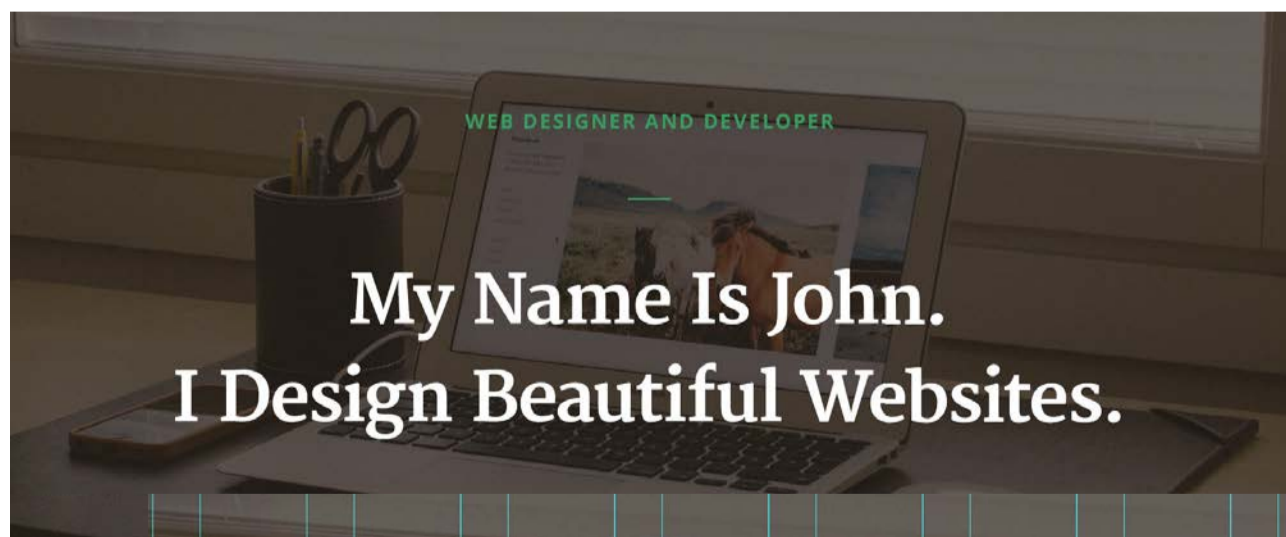 WEB DESIGNER AND DEVELOPER
My Name Is John.
I Design Beautiful Websites.